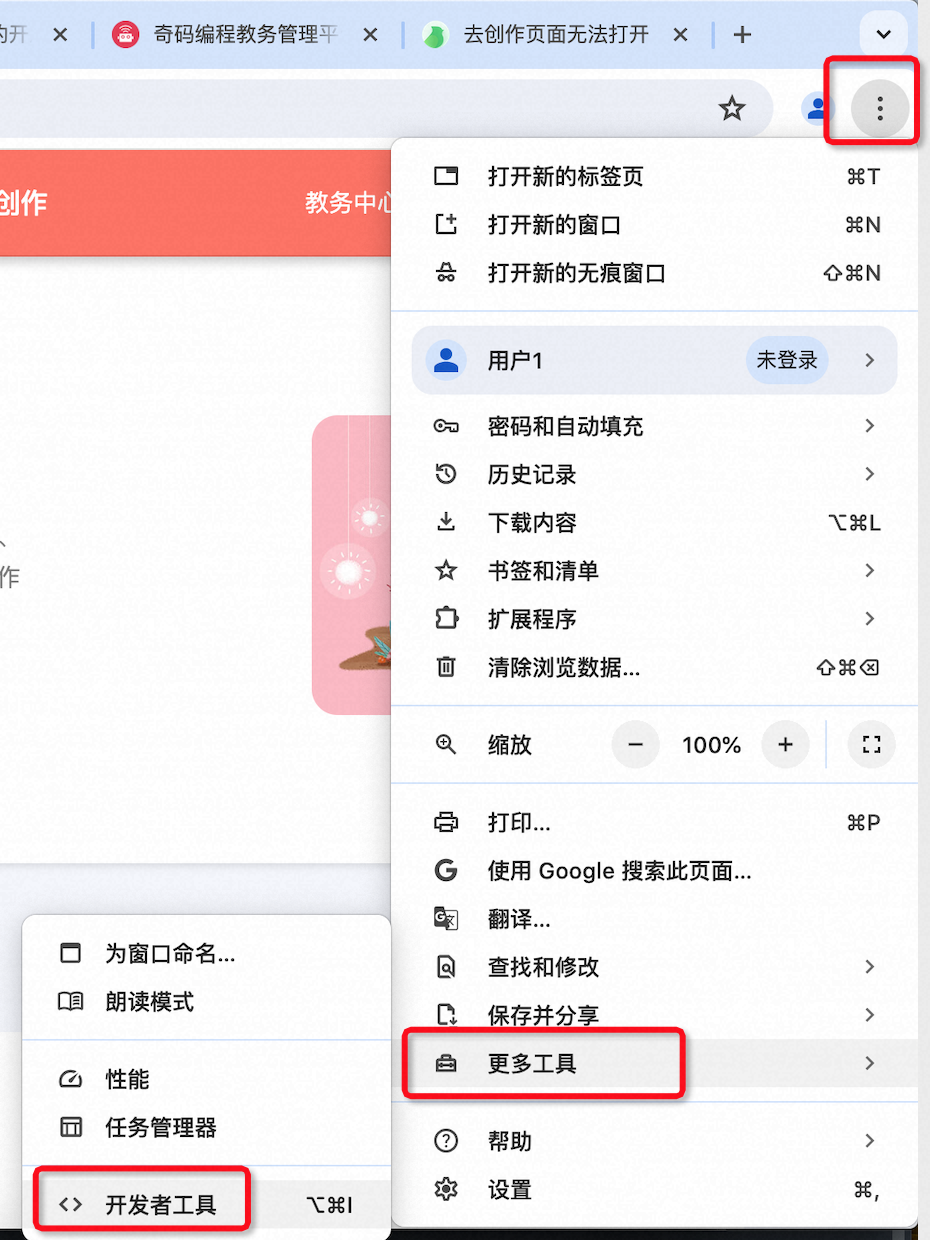 的开
奇码编程教务管理平
去创作页面无法打开
创作
教务中心
、
作
打开新的标签页 ⌘T
打开新的窗口 ⌘N
打开新的无痕窗口 ⇧⌘N
用户1 未登录
密码和自动填充
历史记录
下载内容 ⌥⌘L
书签和清单
扩展程序
清除浏览数据... ⇧⌘⌫
缩放 − 100% +
打印... ⌘P
使用 Google 搜索此页面...
翻译...
查找和修改
保存并分享
更多工具
帮助
设置 ⌘,
为窗口命名...
朗读模式
性能
任务管理器
开发者工具 ⌥⌘I